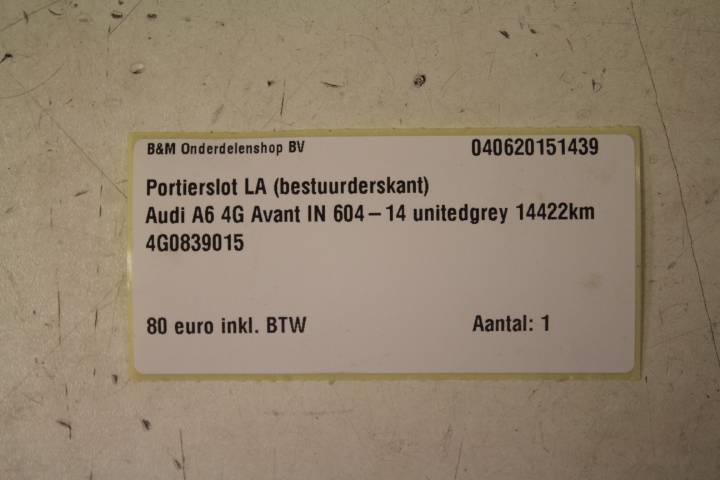 B&M Onderdelenshop BV 040620151439
Portierslot LA (bestuurderskant)
Audi A6 4G Avant IN 604-14 unitedgrey 14422km
4G0839015
80 euro inkl. BTW Aantal: 1